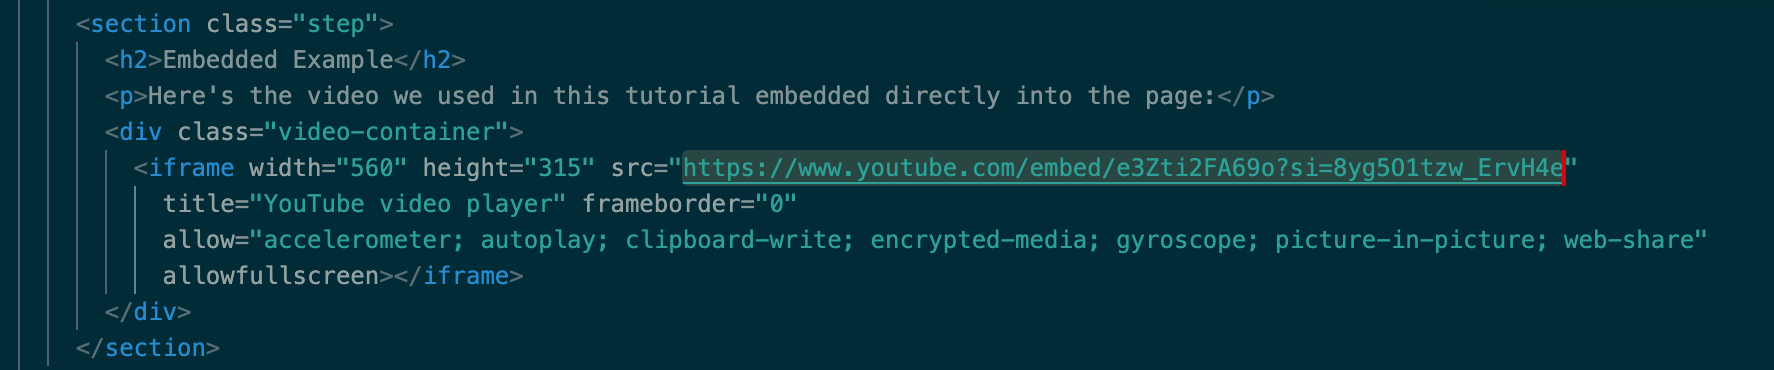 <section class="step">
<h2>Embedded Example</h2>
<p>Here's the video we used in this tutorial embedded directly into the page:</p>
<div class="video-container">
<iframe width="560" height="315" src="https://www.youtube.com/embed/e3Zti2FA69o?si=8yg5O1tzw_ErvH4e"
title="YouTube video player" frameborder="0"
allow="accelerometer; autoplay; clipboard-write; encrypted-media; gyroscope; picture-in-picture; web-share"
allowfullscreen></iframe>
</div>
</section>